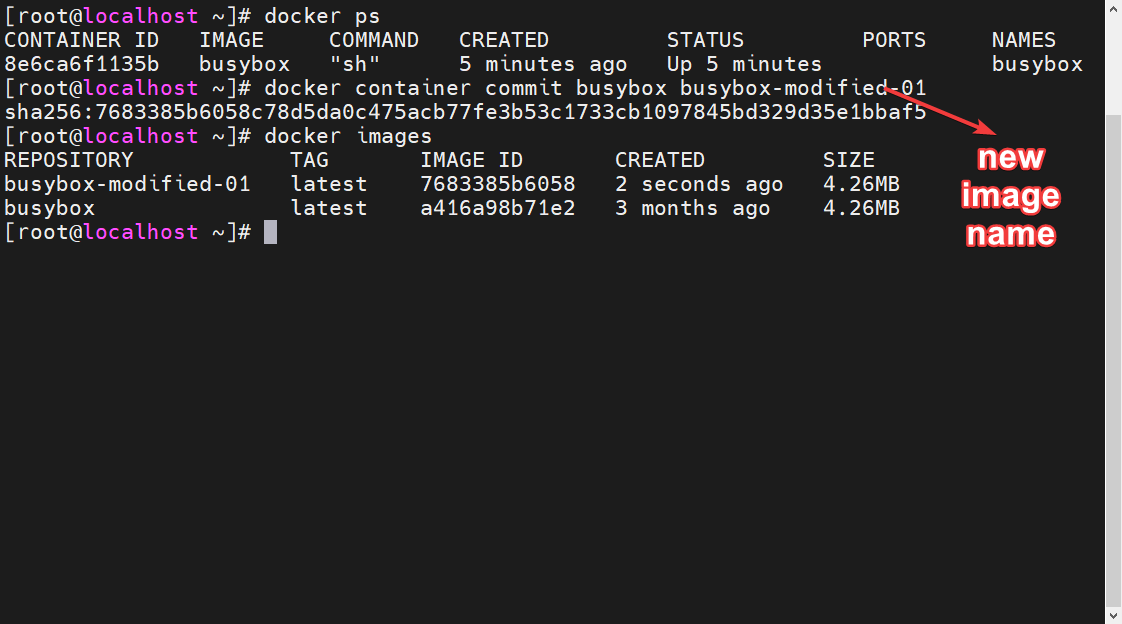 [root@localhost ~]# docker ps
CONTAINER ID   IMAGE     COMMAND   CREATED         STATUS         PORTS     NAMES
8e6ca6f1135b   busybox   "sh"      5 minutes ago   Up 5 minutes             busybox
[root@localhost ~]# docker container commit busybox busybox-modified-01
sha256:7683385b6058c78d5da0c475acb77fe3b53c1733cb1097845bd329d35e1bbaf5
[root@localhost ~]# docker images
REPOSITORY            TAG       IMAGE ID       CREATED         SIZE
busybox-modified-01   latest    7683385b6058   2 seconds ago   4.26MB
busybox               latest    a416a98b71e2   3 months ago    4.26MB
[root@localhost ~]#
new
image
name